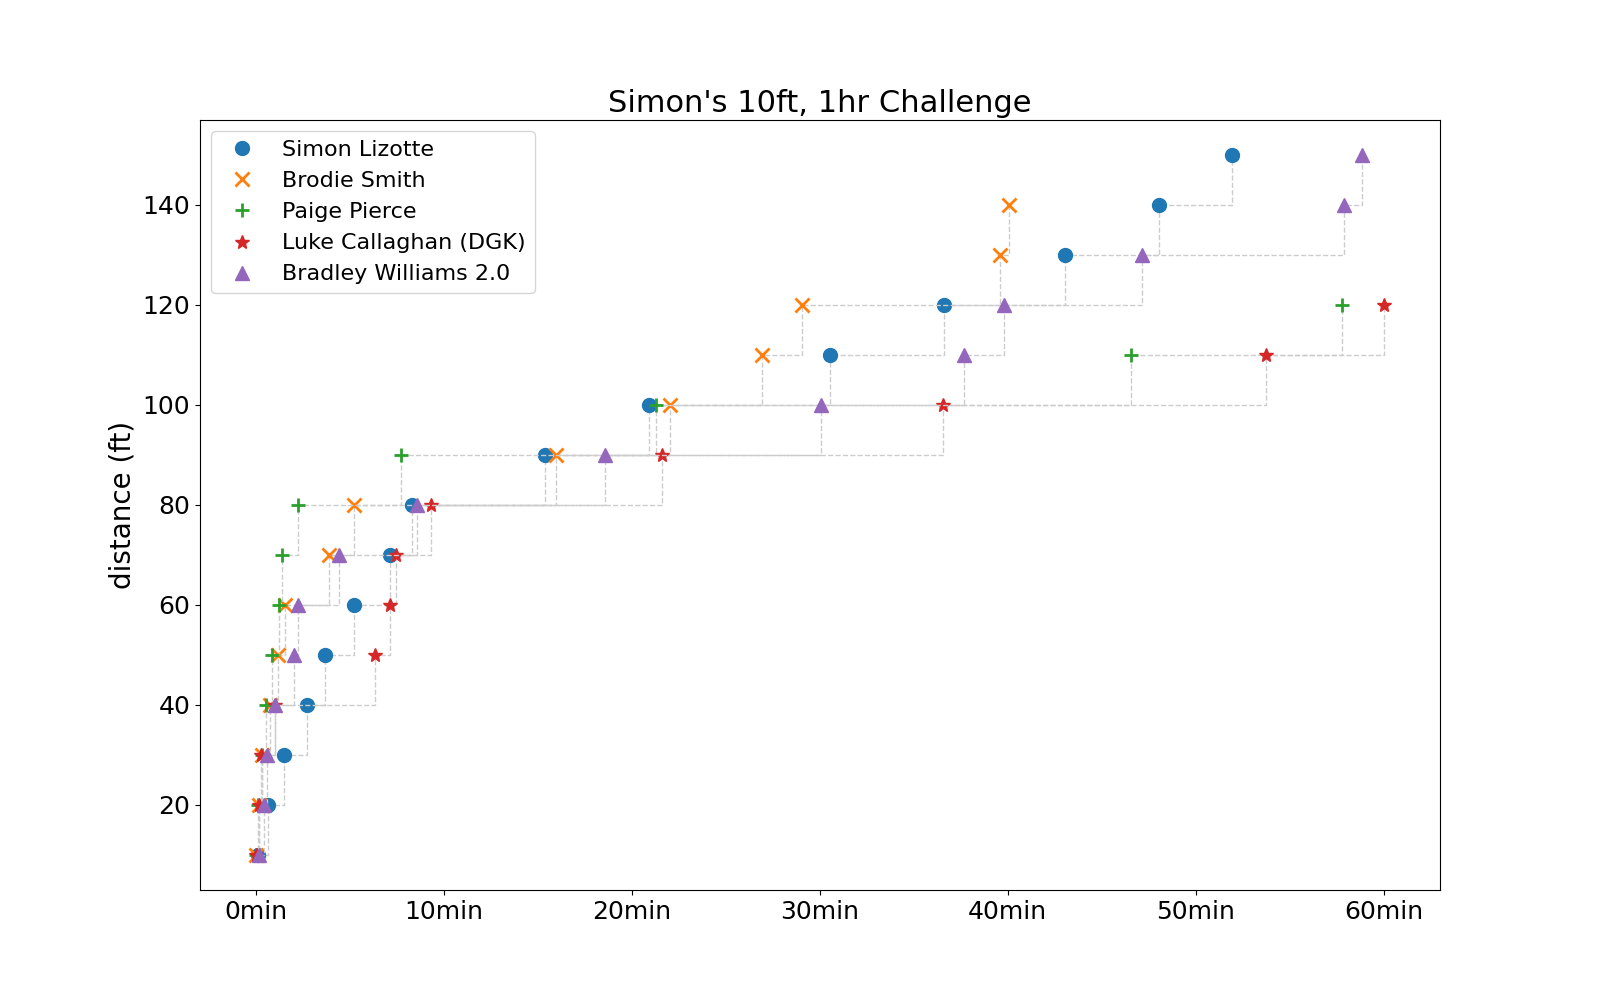 Simon's 10ft, 1hr Challenge
Simon Lizotte
Brodie Smith
Paige Pierce
Luke Callaghan (DGK)
Bradley Williams 2.0
distance (ft)
140
120
100
80
60
40
20
0min 10min 20min 30min 40min 50min 60min